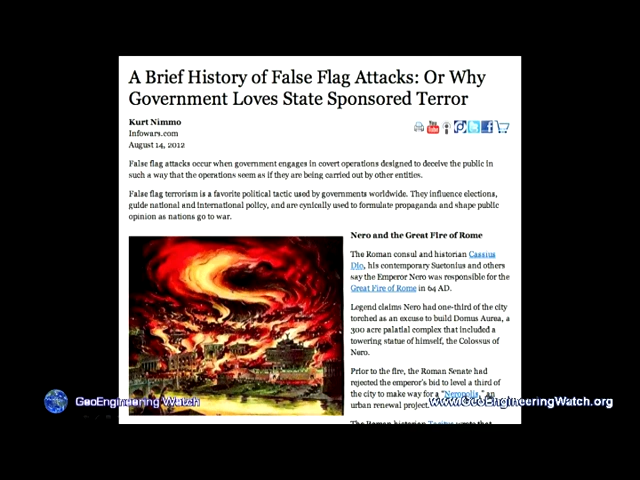 A Brief History of False Flag Attacks: Or Why
Government Loves State Sponsored Terror
Kurt Nimmo
Infowars.com
August 14, 2012
False flag attacks occur when government engages in covert operations designed to deceive the public in
such a way that the operations seem as if they are being carried out by other entities.
False flag terrorism is a favorite political tactic used by governments worldwide. They influence elections,
guide national and international policy, and are cynically used to formulate propaganda and shape public
opinion as nations go to war.
Nero and the Great Fire of Rome
The Roman consul and historian Cassius
Dio, his contemporary Suetonius and others
say the Emperor Nero was responsible for the
Great Fire of Rome in 64 AD.
Legend claims Nero had one-third of the city
torched as an excuse to build Domus Aurea, a
300 acre palatial complex that included a
towering statue of himself, the Colossus of
Nero.
Prior to the fire, the Roman Senate had
rejected the emperor's bid to level a third of
the city to make way for a "Neropolis," an
urban renewal project.
The Roman historian Tacitus wrote that
GeoEngineering Watch
www.GeoEngineeringWatch.org